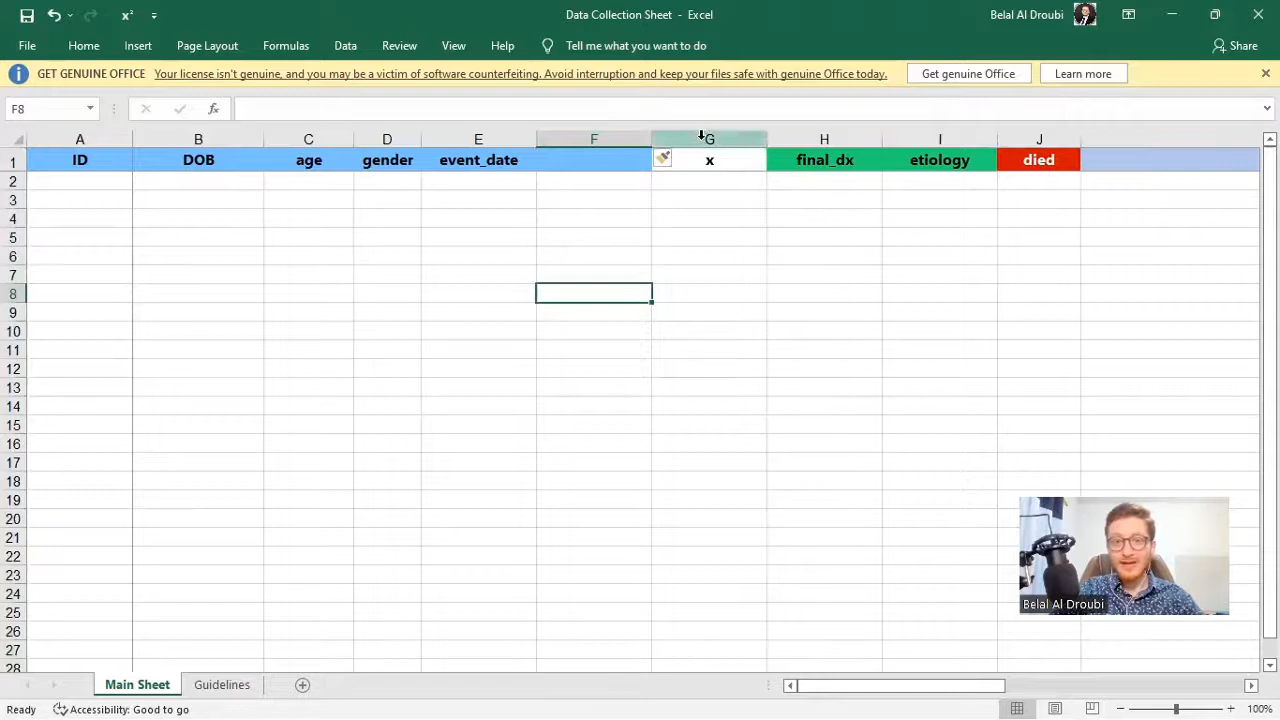 x²
Data Collection Sheet - Excel
Belal Al Droubi
File Home Insert Page Layout Formulas Data Review View Help Tell me what you want to do Share
GET GENUINE OFFICE Your license isn't genuine, and you may be a victim of software counterfeiting. Avoid interruption and keep your files safe with genuine Office today. Get genuine Office Learn more
F8 fx
A B C D E F G H I J
1 ID DOB age gender event_date x final_dx etiology died
2
3
4
5
6
7
8
9
10
11
12
13
14
15
16
17
18
19
20
21
22
23
24
Belal Al Droubi
25
26
27
28
Main Sheet Guidelines
Ready Accessibility: Good to go 100%